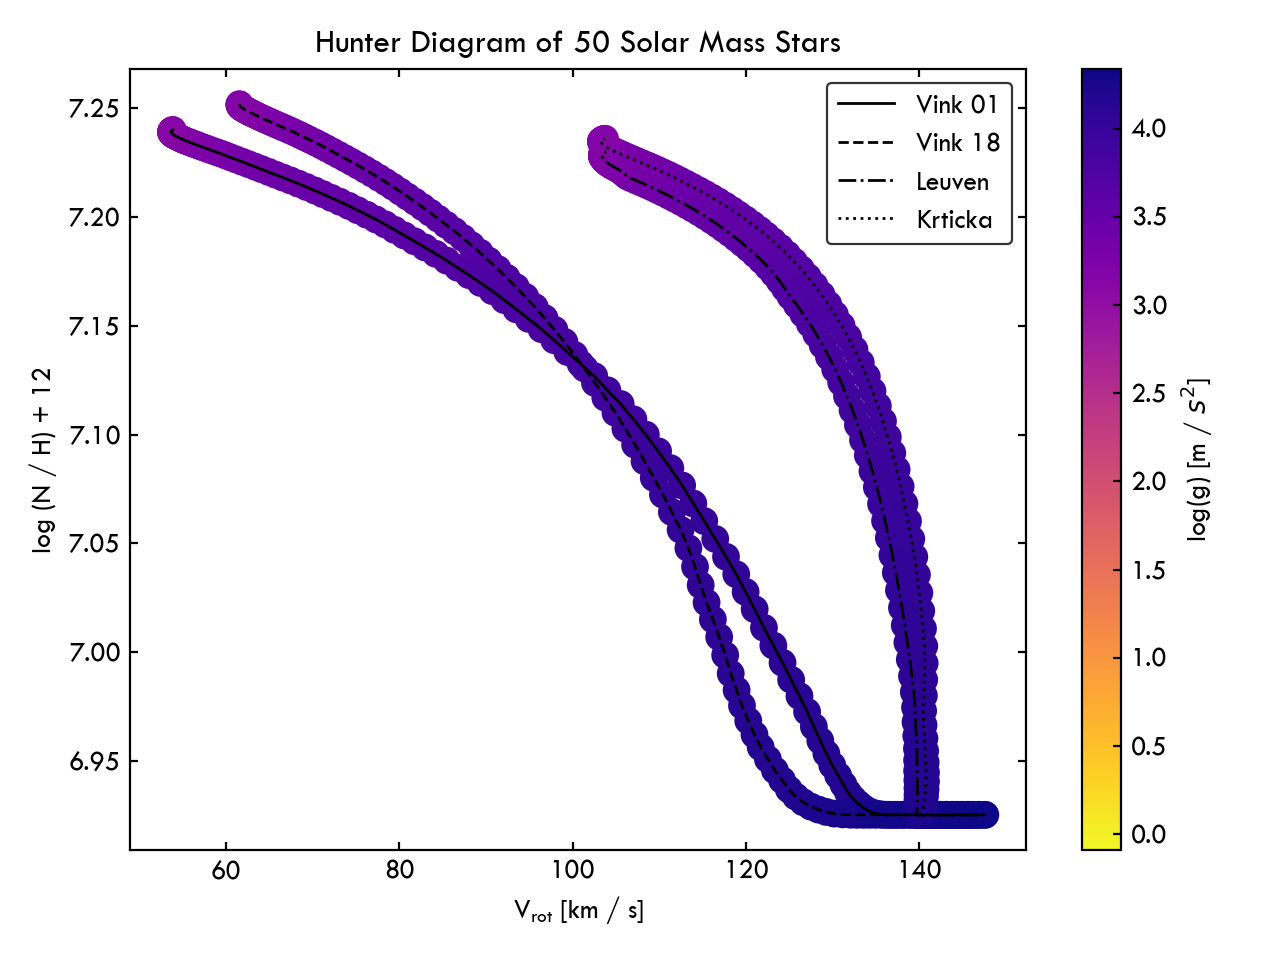 Hunter Diagram of 50 Solar Mass Stars
7.25
7.20
7.15
7.10
7.05
7.00
6.95
log (N / H) + 12
60
80
100
120
140
V_rot [km / s]
Vink 01
Vink 18
Leuven
Krticka
4.0
3.5
3.0
2.5
2.0
1.5
1.0
0.5
0.0
log(g) [m / s²]